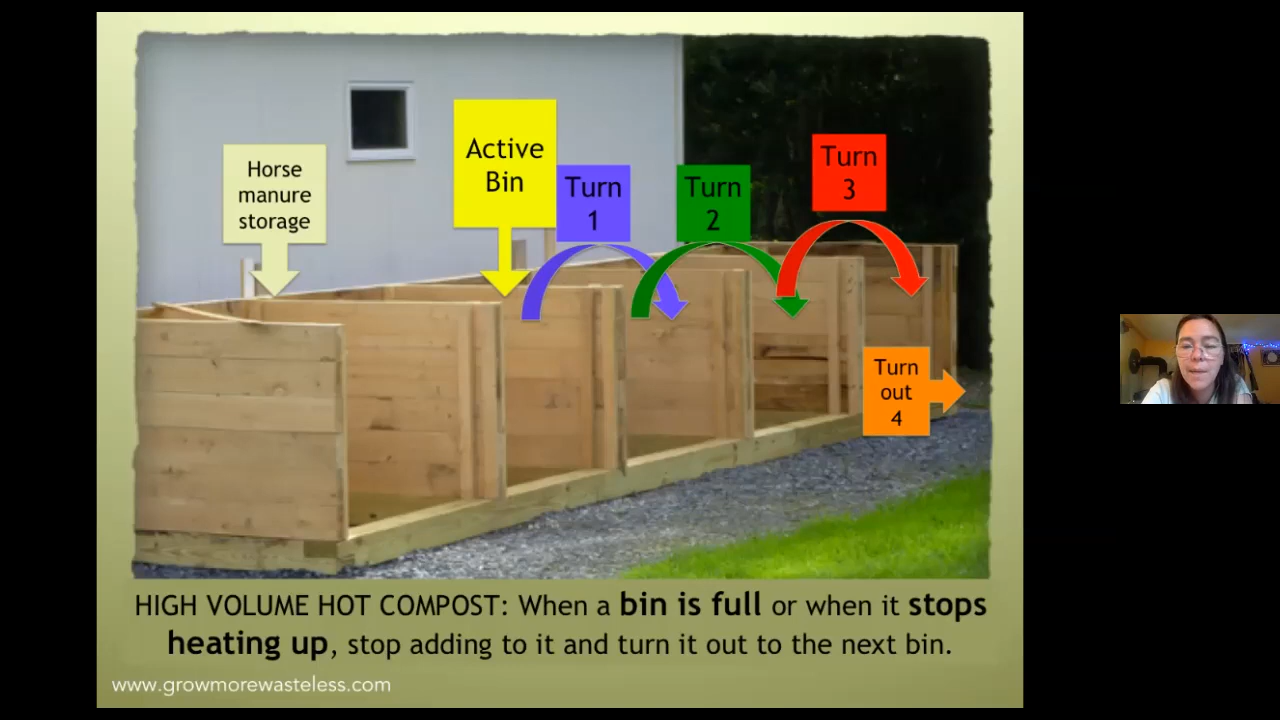 Horse
manure
storage
Active
Bin
Turn
1
Turn
2
Turn
3
Turn
out
4
HIGH VOLUME HOT COMPOST: When a bin is full or when it stops
heating up, stop adding to it and turn it out to the next bin.
www.growmorewasteless.com